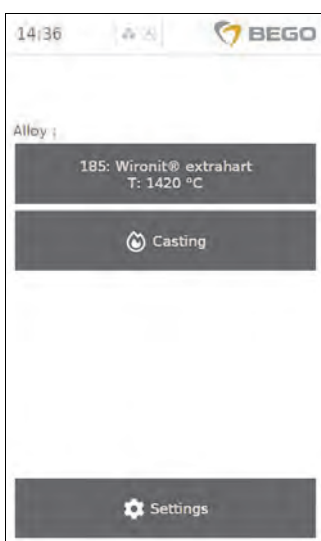 14:36
BEGO
Alloy :
185: Wironit® extrahart
T: 1420 °C
Casting
Settings